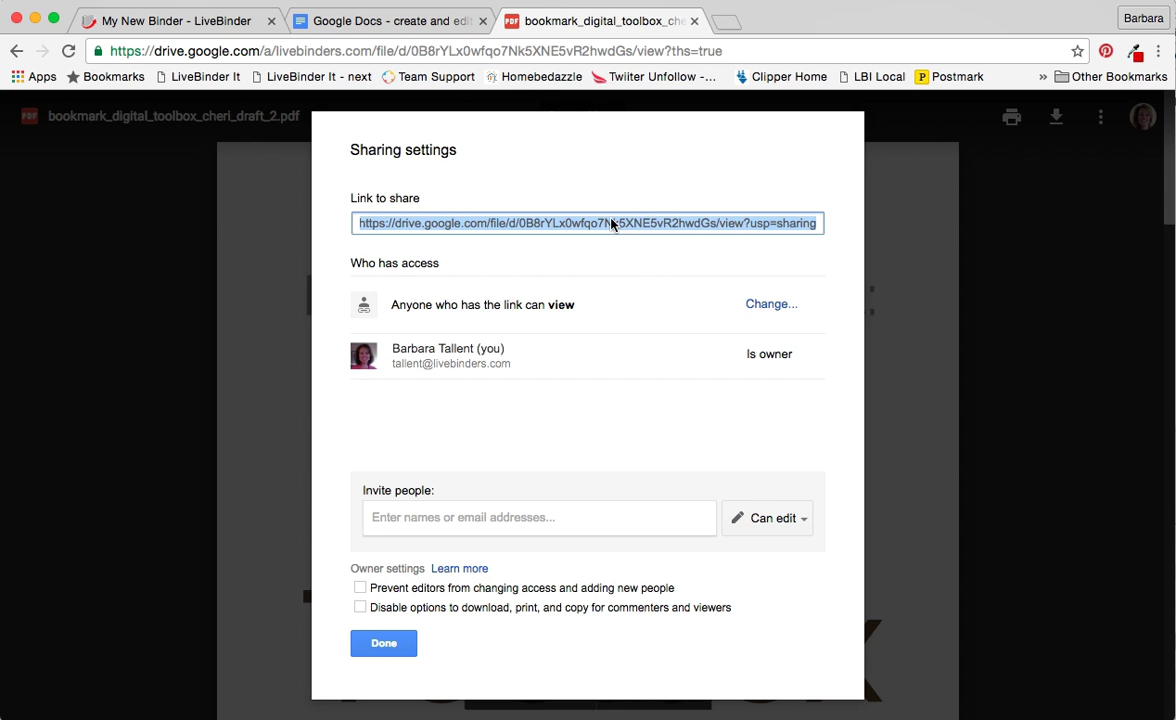 My New Binder - LiveBinder
Google Docs - create and edit
PDF bookmark_digital_toolbox_che
Barbara
https://drive.google.com/a/livebinders.com/file/d/0B8rYLx0wfqo7Nk5XNE5vR2hwdGs/view?ths=true
Apps Bookmarks LiveBinder It LiveBinder It - next Team Support Homebedazzle Twiiter Unfollow -... Clipper Home LBI Local P Postmark » Other Bookmarks
PDF bookmark_digital_toolbox_cheri_draft_2.pdf
Sharing settings
Link to share
https://drive.google.com/file/d/0B8rYLx0wfqo7Nk5XNE5vR2hwdGs/view?usp=sharing
Who has access
Anyone who has the link can view Change...
Barbara Tallent (you)
tallent@livebinders.com
Is owner
Invite people:
Enter names or email addresses... Can edit
Owner settings Learn more
Prevent editors from changing access and adding new people
Disable options to download, print, and copy for commenters and viewers
Done